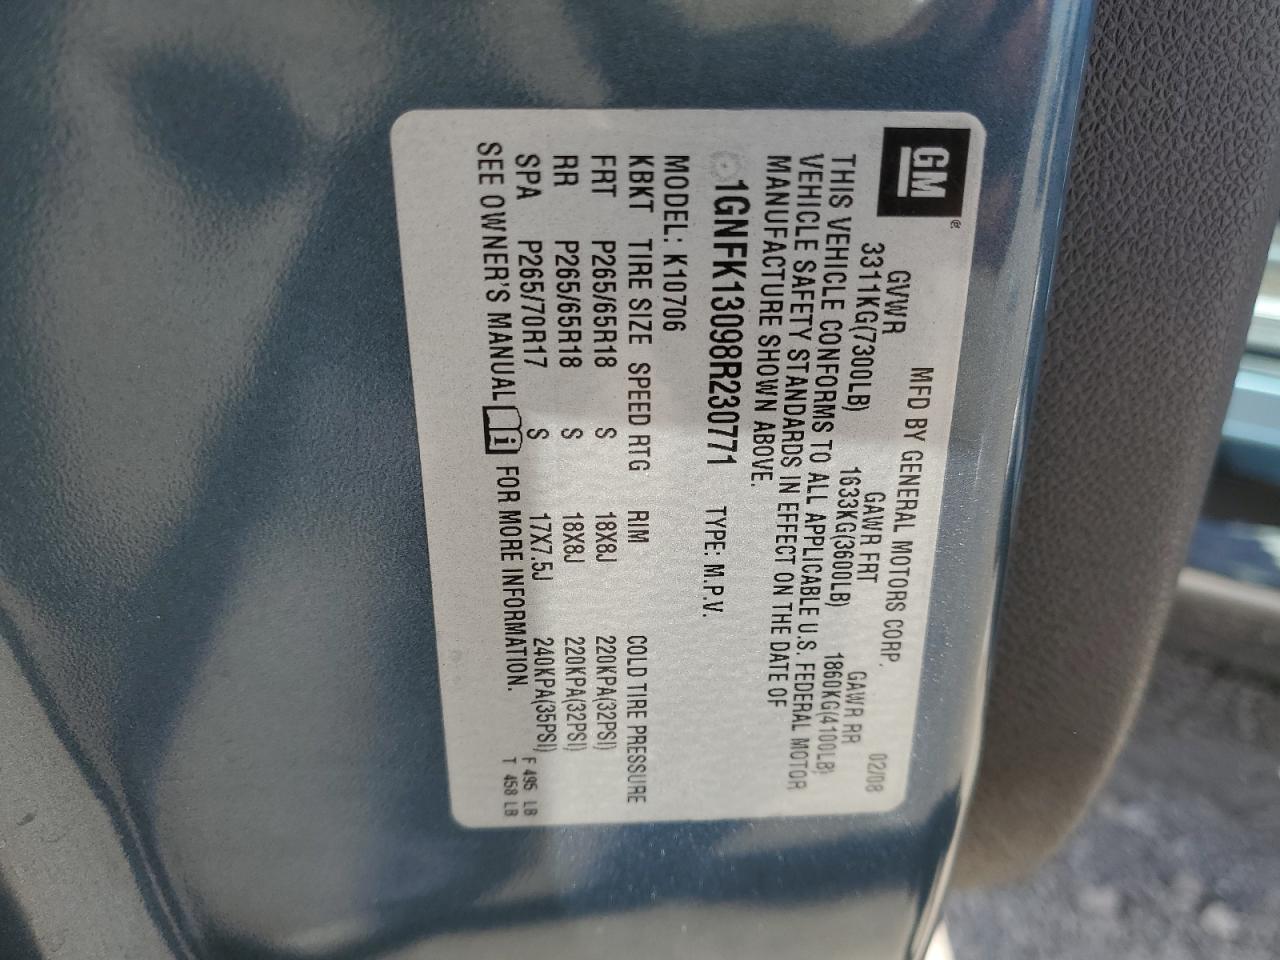 GM
®
MFD BY GENERAL MOTORS CORP. 02/08
GVWR GAWR FRT GAWR RR
3311KG(7300LB) 1633KG(3600LB) 1860KG(4100LB)
THIS VEHICLE CONFORMS TO ALL APPLICABLE U.S. FEDERAL MOTOR
VEHICLE SAFETY STANDARDS IN EFFECT ON THE DATE OF
MANUFACTURE SHOWN ABOVE.
1GNFK13098R230771 TYPE: M.P.V.
MODEL: K10706
KBKT TIRE SIZE SPEED RTG RIM COLD TIRE PRESSURE
FRT P265/65R18 S 18X8J 220KPA(32PSI)
RR P265/65R18 S 18X8J 220KPA(32PSI)
SPA P265/70R17 S 17X7.5J 240KPA(35PSI) F 495 LB
SEE OWNER'S MANUAL i FOR MORE INFORMATION. T 458 LB